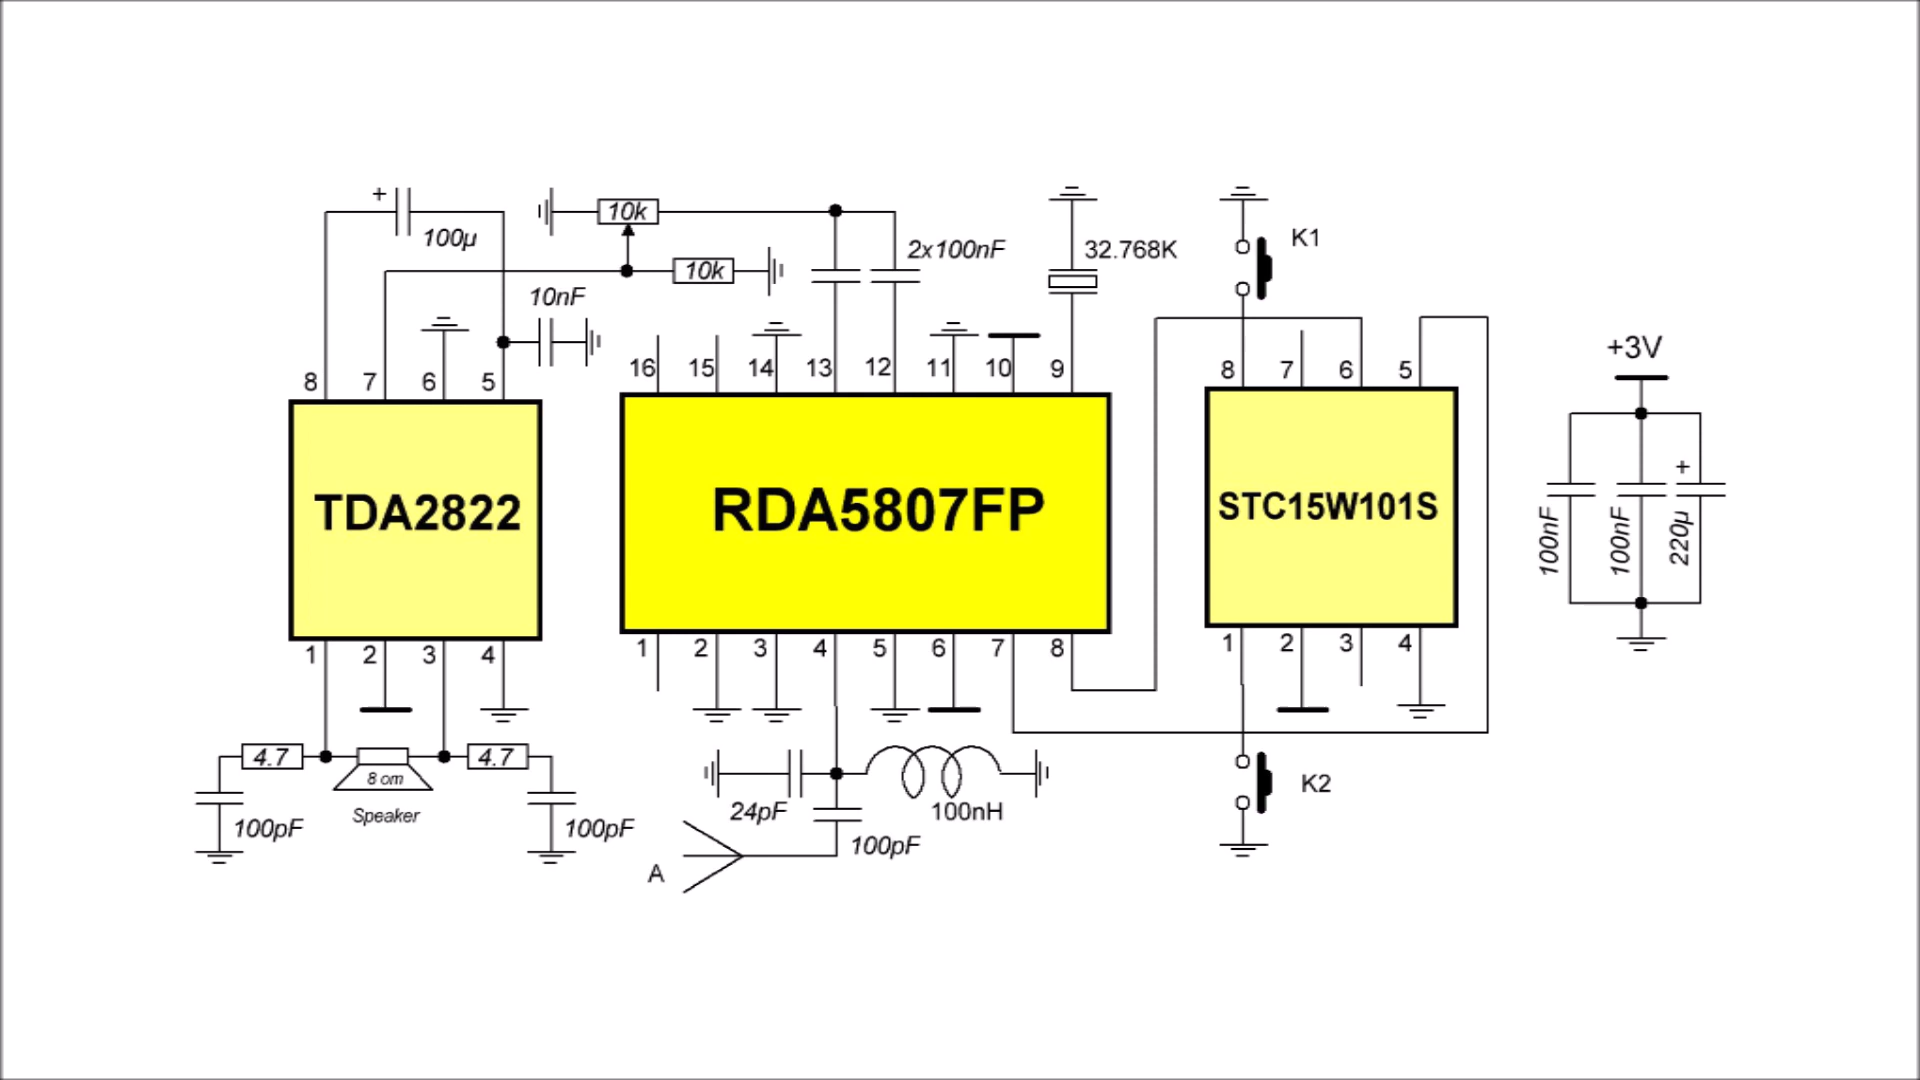 +
100µ
10k
10k
10nF
2x100nF
32.768K
K1
+3V
8 7 6 5
16 15 14 13 12 11 10 9
8 7 6 5
TDA2822
RDA5807FP
STC15W101S
+
100nF
100nF
220µ
1 2 3 4
1 2 3 4 5 6 7 8
1 2 3 4
4.7
8 om
4.7
Speaker
100pF
100pF
24pF
100nH
100pF
A
K2